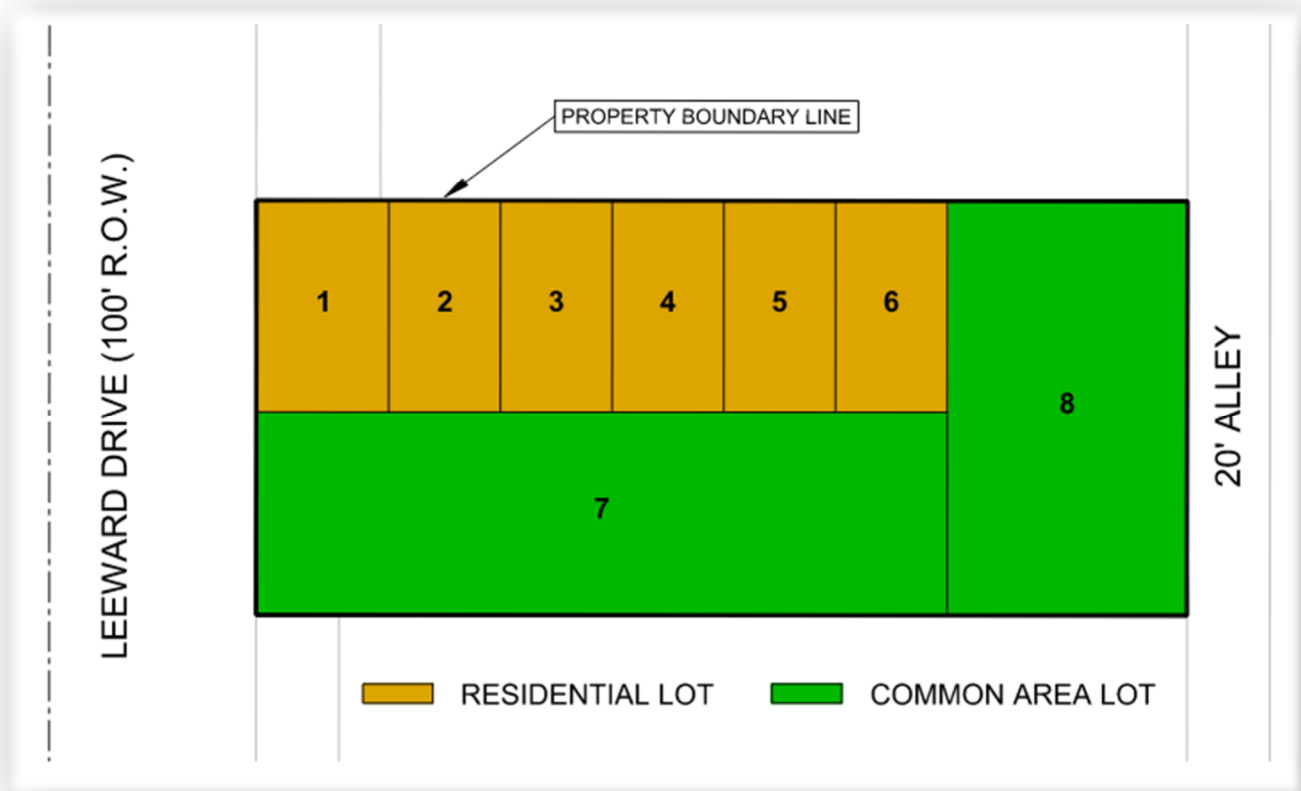 PROPERTY BOUNDARY LINE
LEEWARD DRIVE (100' R.O.W.)
1
2
3
4
5
6
7
8
20' ALLEY
RESIDENTIAL LOT
COMMON AREA LOT